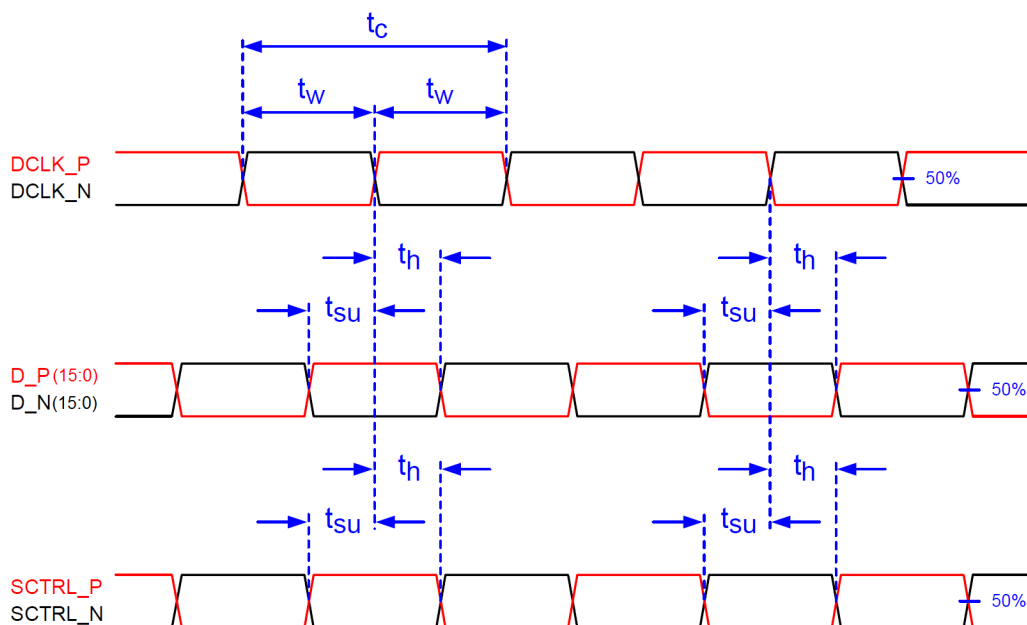 tc
tw tw
DCLK_P
DCLK_N
50%
th th
tsu tsu
D_P(15:0)
D_N(15:0)
50%
th th
tsu tsu
SCTRL_P
SCTRL_N
50%